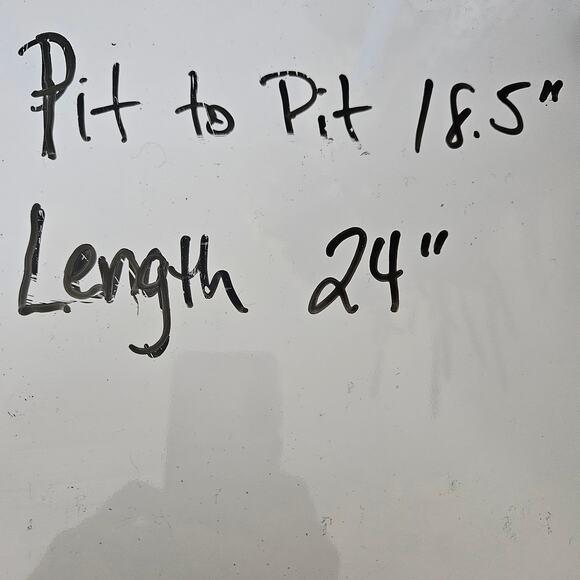 Pit to Pit 18.5"
Length 24"